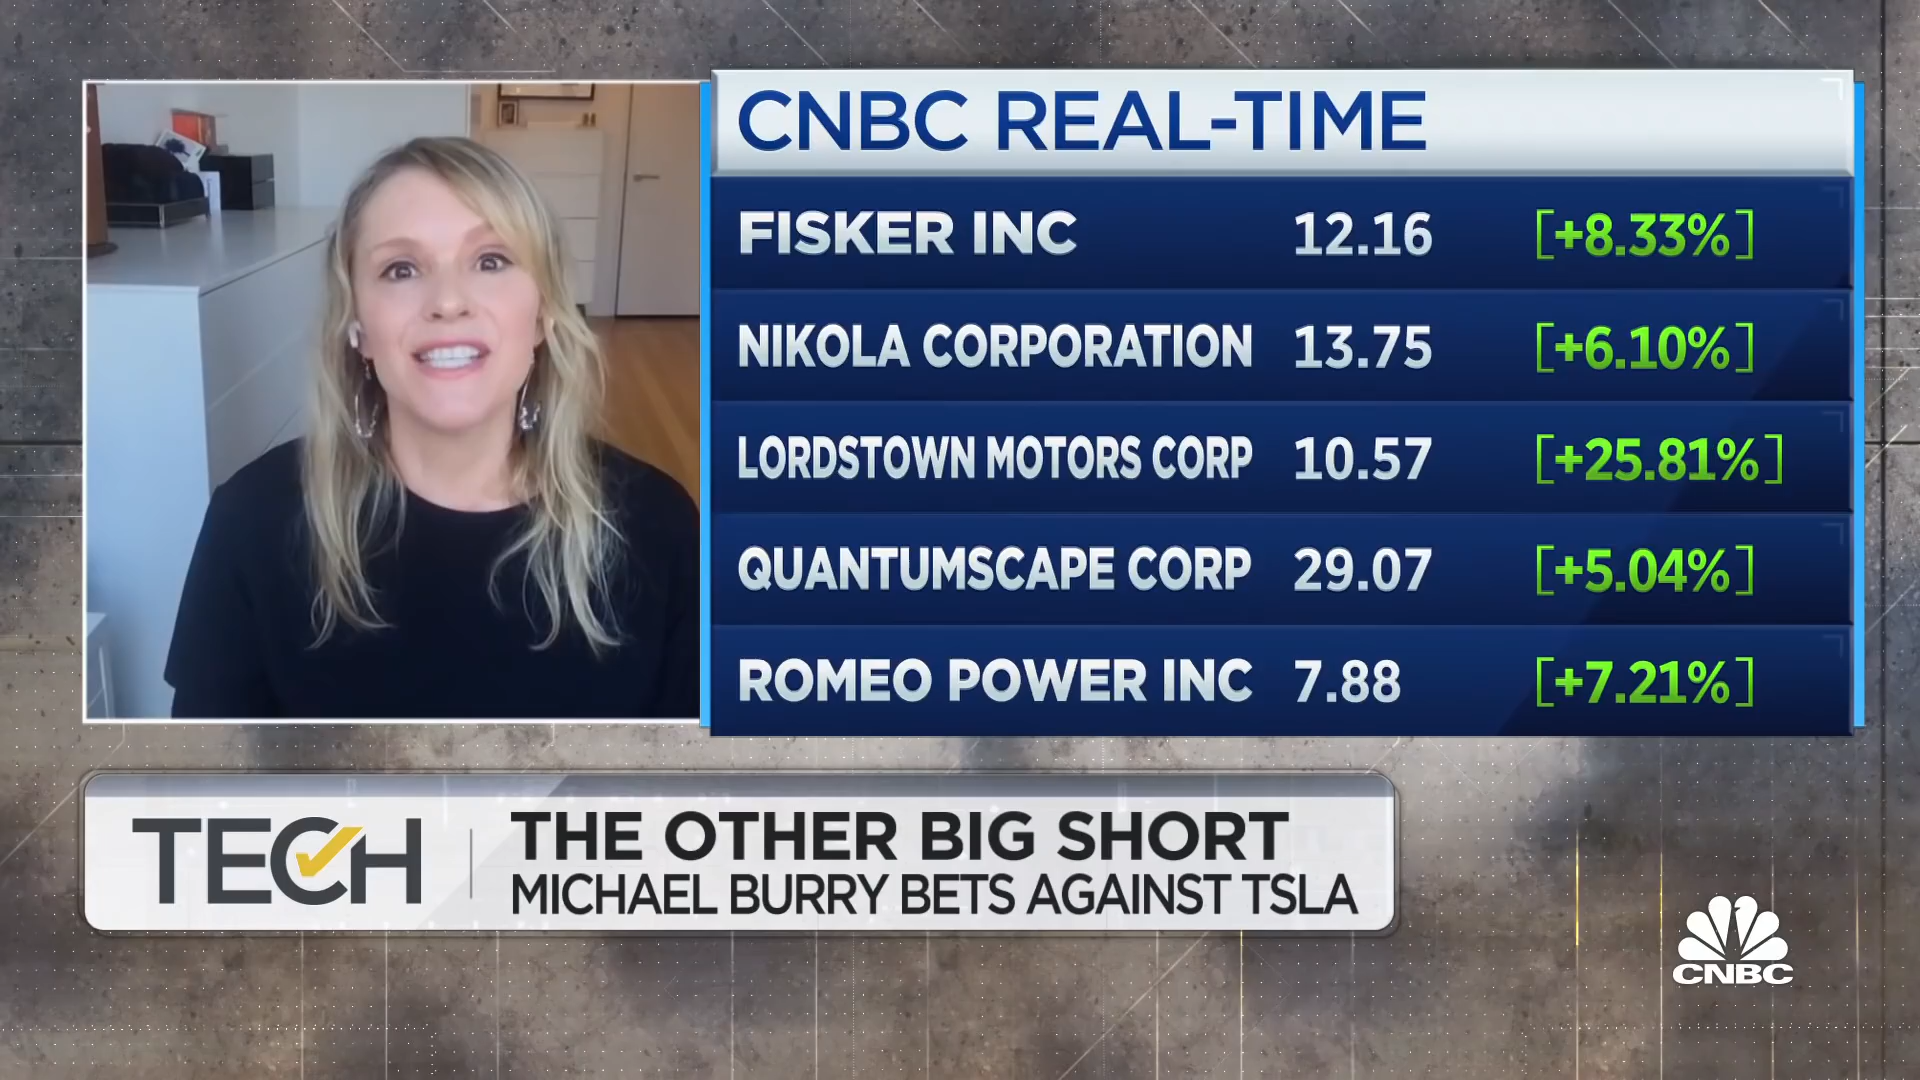 CNBC REAL-TIME
FISKER INC 12.16 [+8.33%]
NIKOLA CORPORATION 13.75 [+6.10%]
LORDSTOWN MOTORS CORP 10.57 [+25.81%]
QUANTUMSCAPE CORP 29.07 [+5.04%]
ROMEO POWER INC 7.88 [+7.21%]
TECH
THE OTHER BIG SHORT
MICHAEL BURRY BETS AGAINST TSLA
CNBC